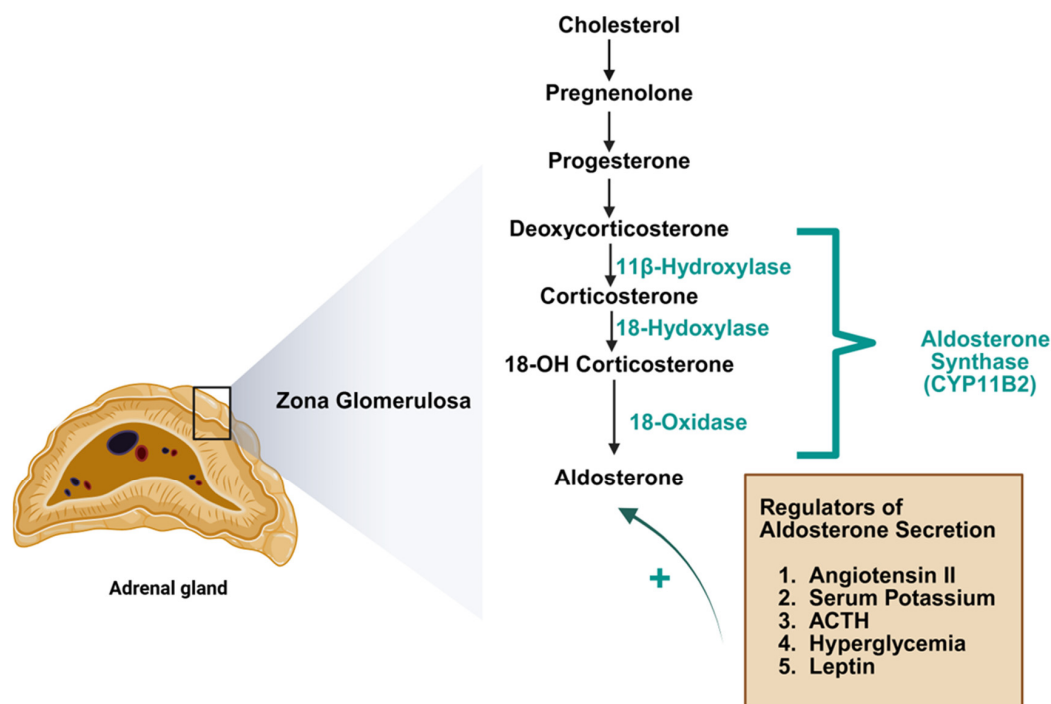 Cholesterol
Pregnenolone
Progesterone
Deoxycorticosterone
11β-Hydroxylase
Corticosterone
18-Hydoxylase
18-OH Corticosterone
18-Oxidase
Aldosterone
Aldosterone
Synthase
(CYP11B2)
Zona Glomerulosa
Adrenal gland
+
Regulators of
Aldosterone Secretion
1. Angiotensin II
2. Serum Potassium
3. ACTH
4. Hyperglycemia
5. Leptin